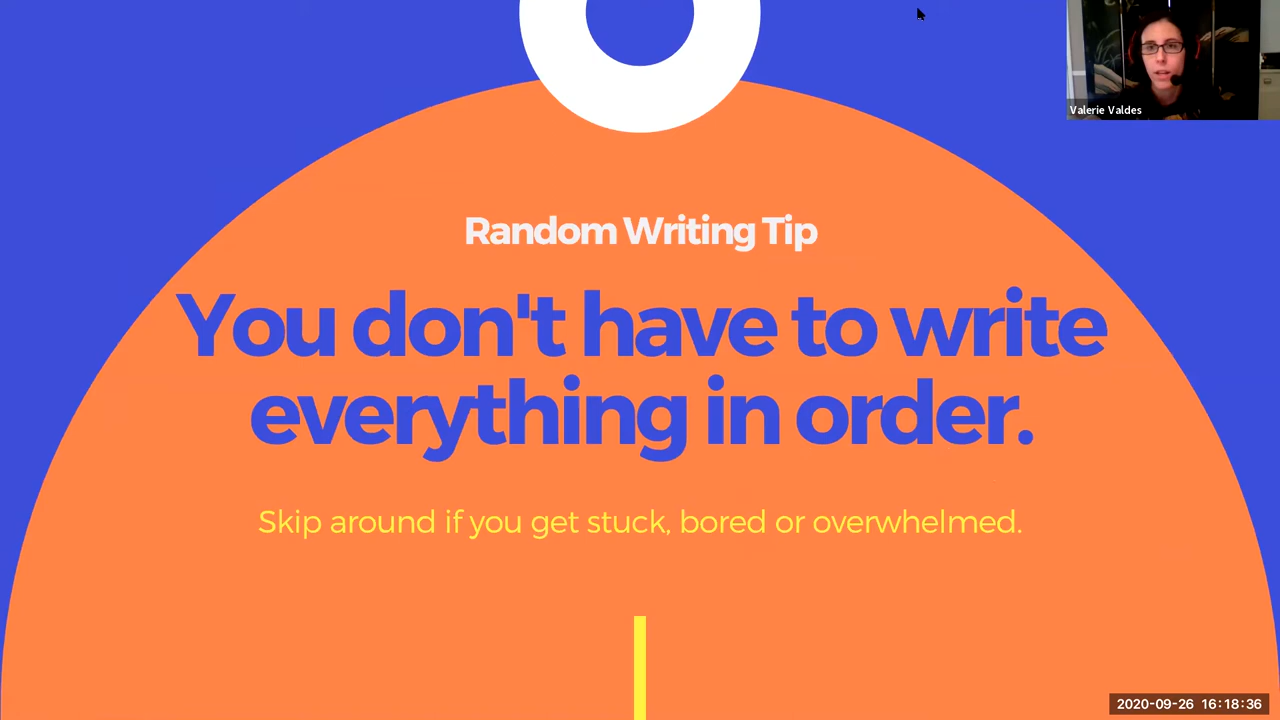 Valerie Valdes
Random Writing Tip
You don't have to write
everything in order.
Skip around if you get stuck, bored or overwhelmed.
2020-09-26 16:18:36